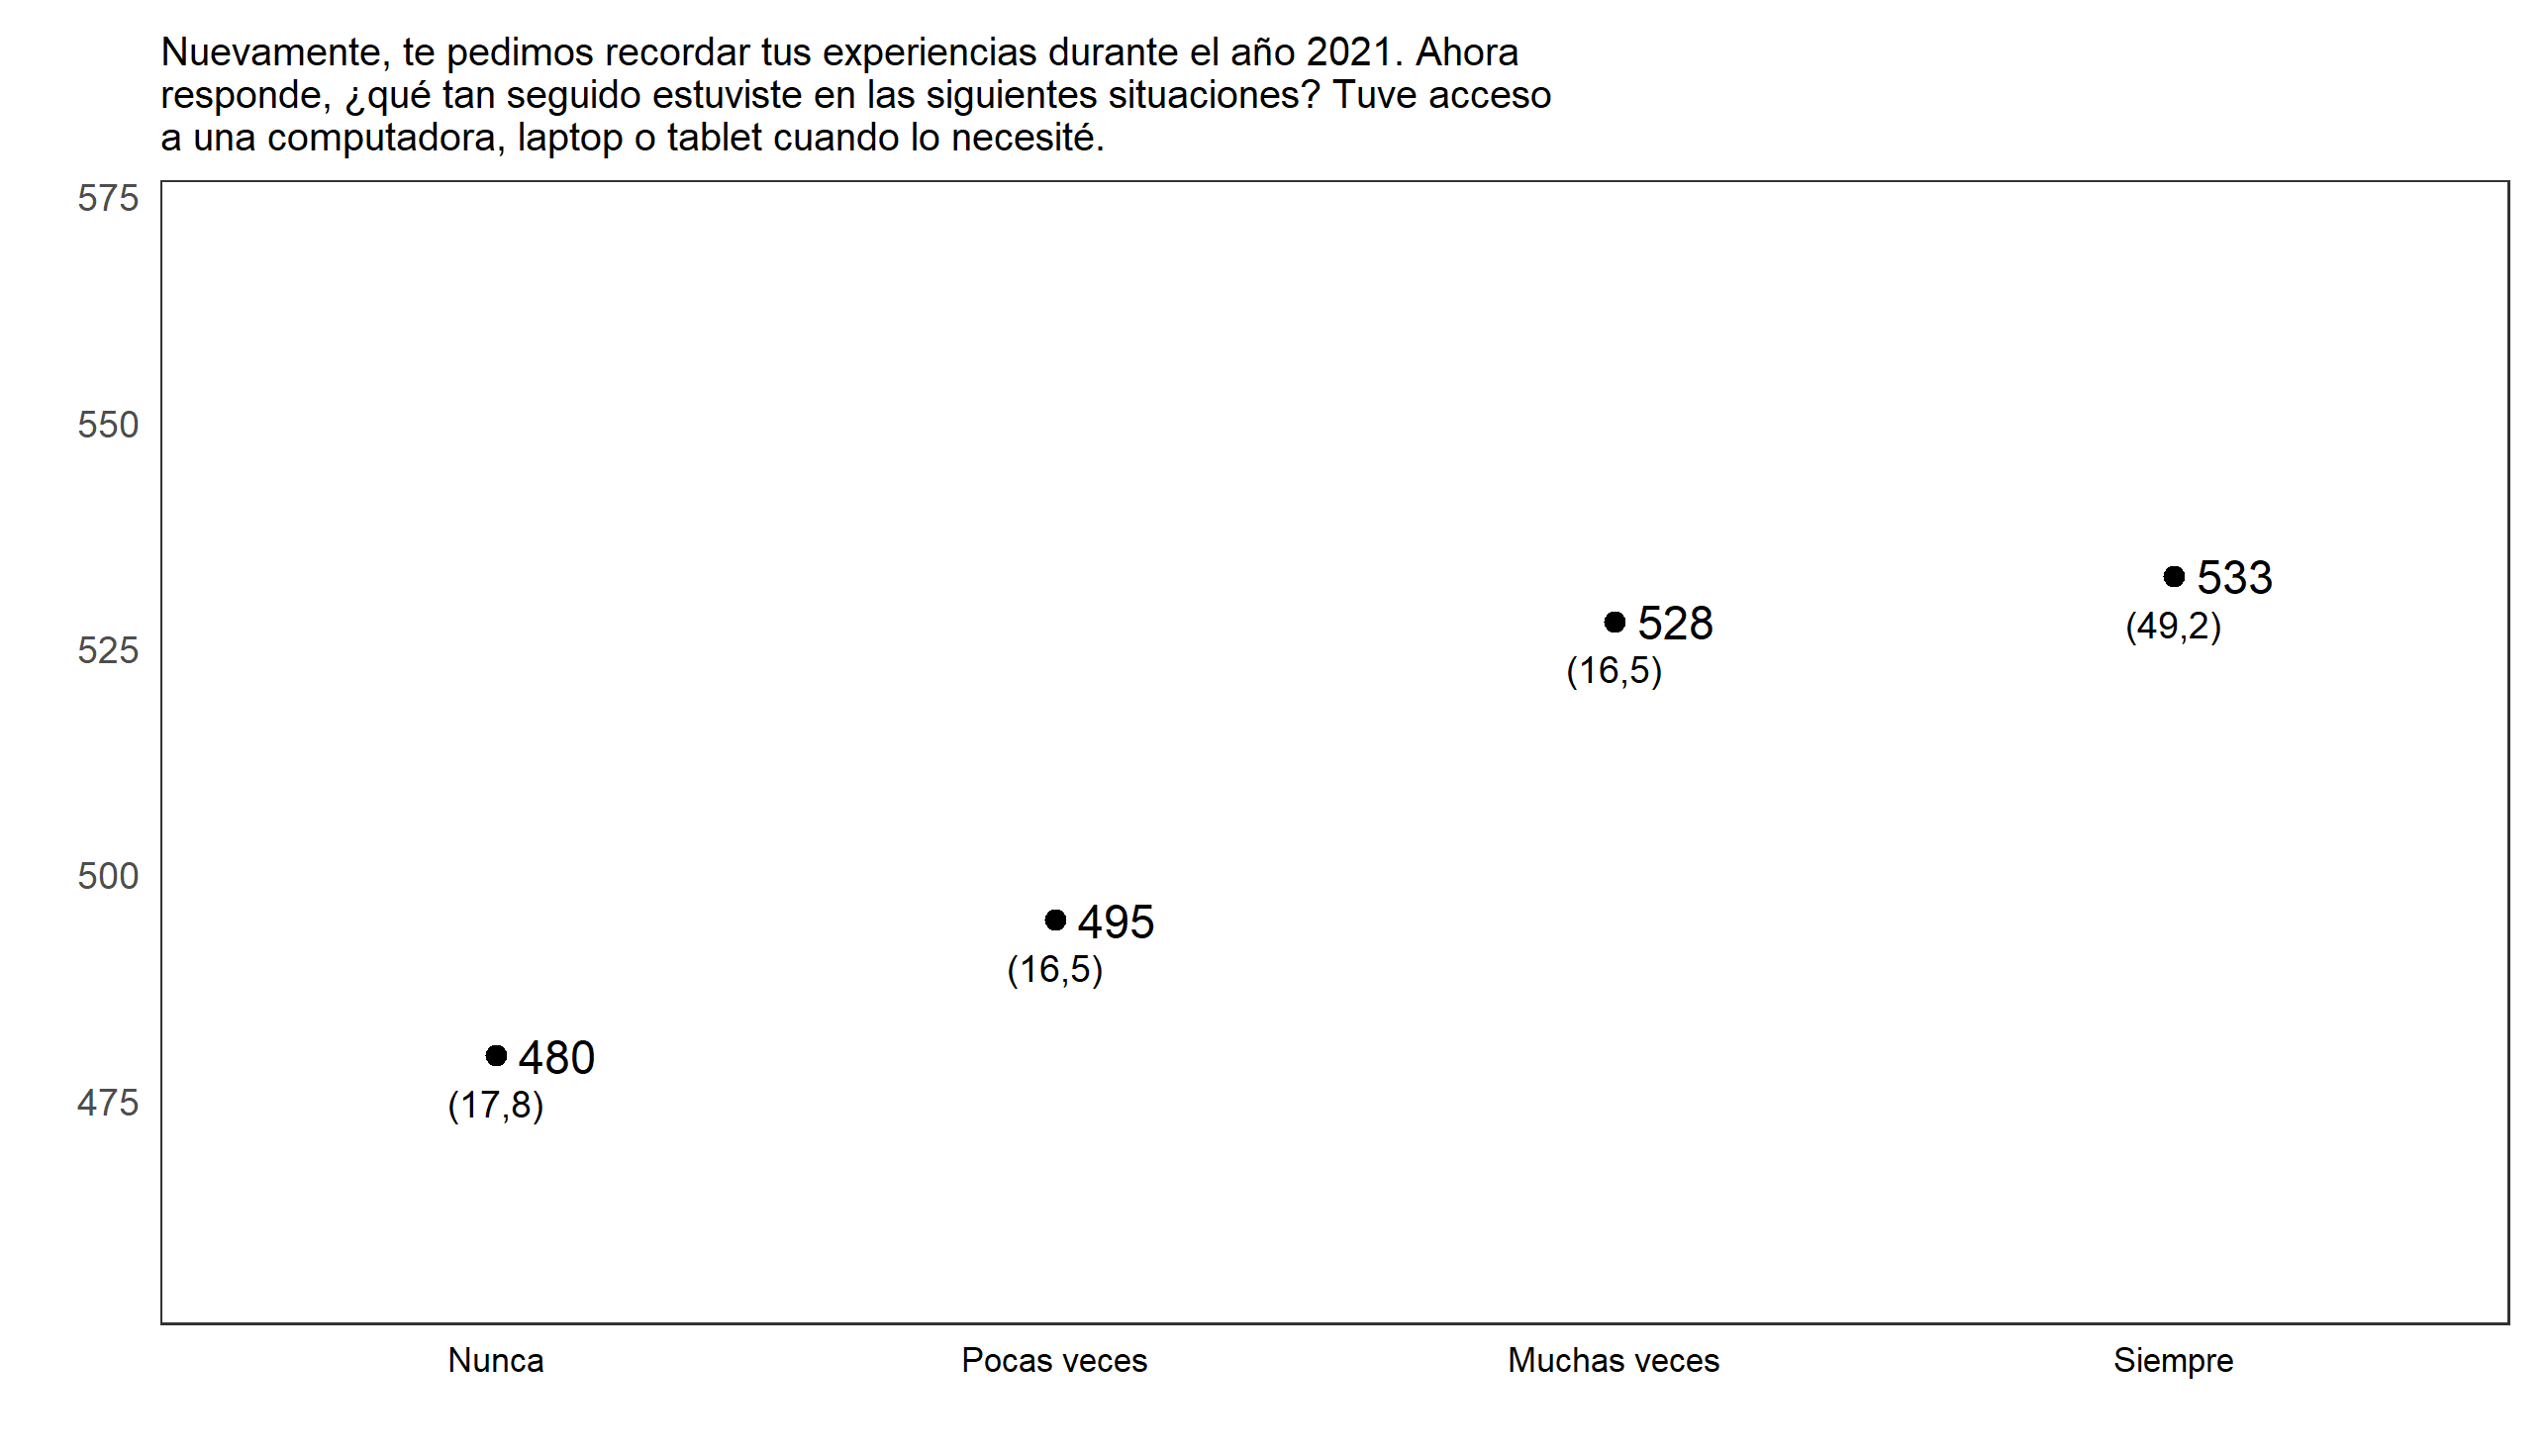 Nuevamente, te pedimos recordar tus experiencias durante el año 2021. Ahora
responde, ¿qué tan seguido estuviste en las siguientes situaciones? Tuve acceso
a una computadora, laptop o tablet cuando lo necesité.
575
550
525
500
475
533
(49,2)
528
(16,5)
495
(16,5)
480
(17,8)
Nunca
Pocas veces
Muchas veces
Siempre